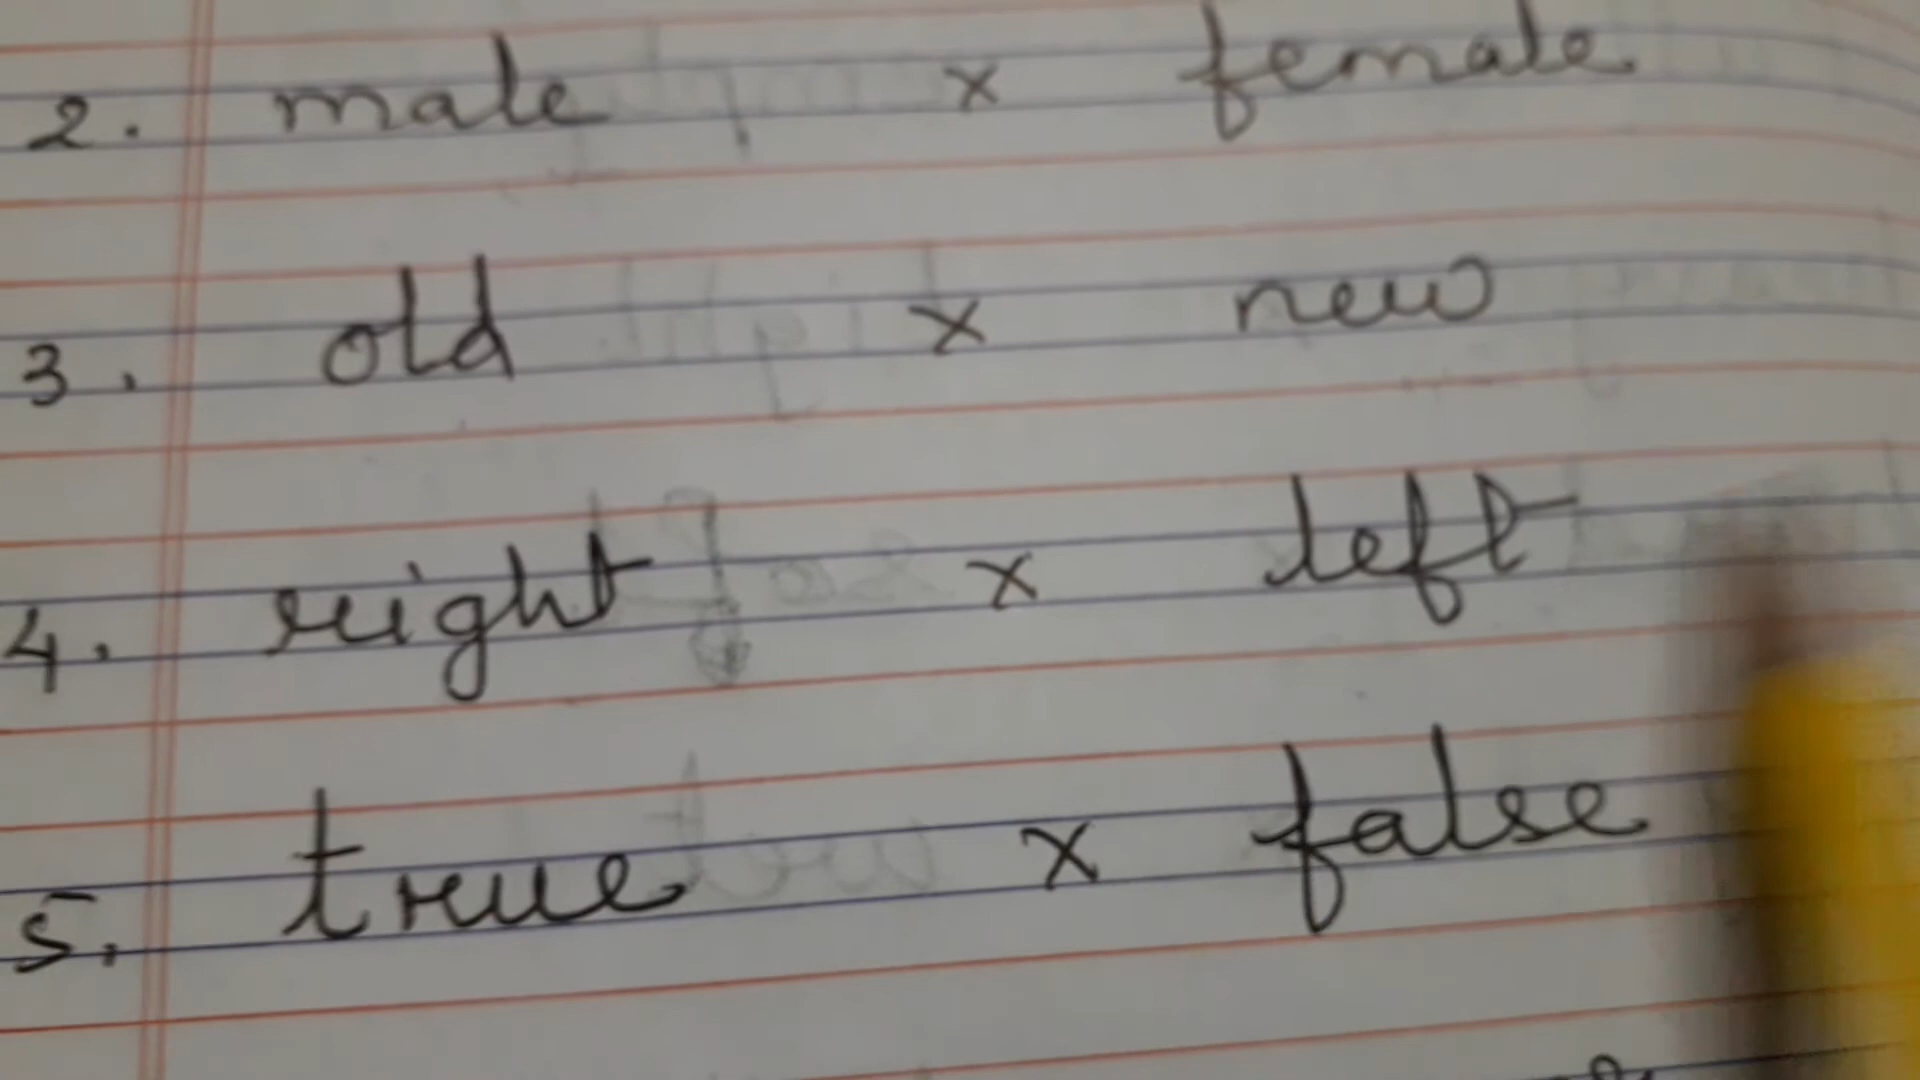 2. male x female
3. old x new
4. right x left
5. true x false